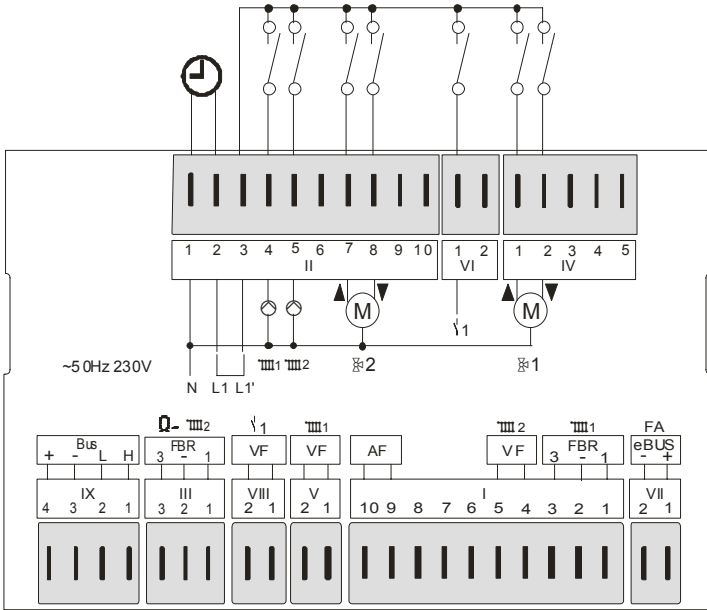 1 2 3 4 5 6 7 8 9 10
II
1 2
VI
1 2 3 4 5
IV
M
M
1
1 2
2
1
~50Hz 230V
N L1 L1'
2
1
1
2
1
FA
Bus
+ - L H
FBR
3 - 1
VF
VF
AF
VF
FBR
3 - 1
eBUS
- +
IX
4 3 2 1
III
3 2 1
VIII
2 1
V
2 1
I
10 9 8 7 6 5 4 3 2 1
VII
2 1